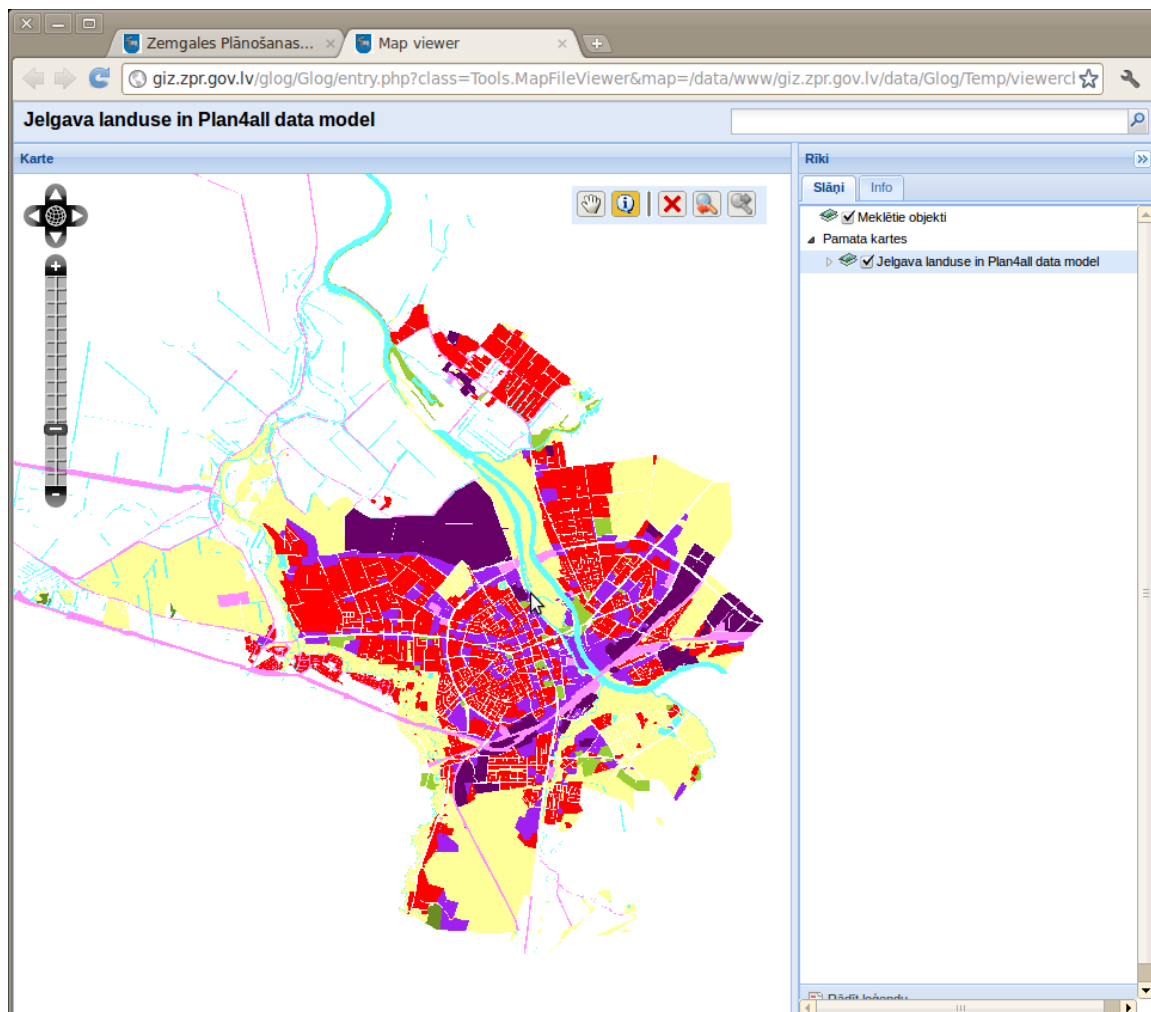 Zemgales Plānošanas...
Map viewer
giz.zpr.gov.lv/glog/Glog/entry.php?class=Tools.MapFileViewer&map=/data/www/giz.zpr.gov.lv/data/Glog/Temp/viewercl
Jelgava landuse in Plan4all data model
Karte
Rīki
Slāņi
Info
Meklētie objekti
Pamata kartes
Jelgava landuse in Plan4all data model
Rādīt leģendu